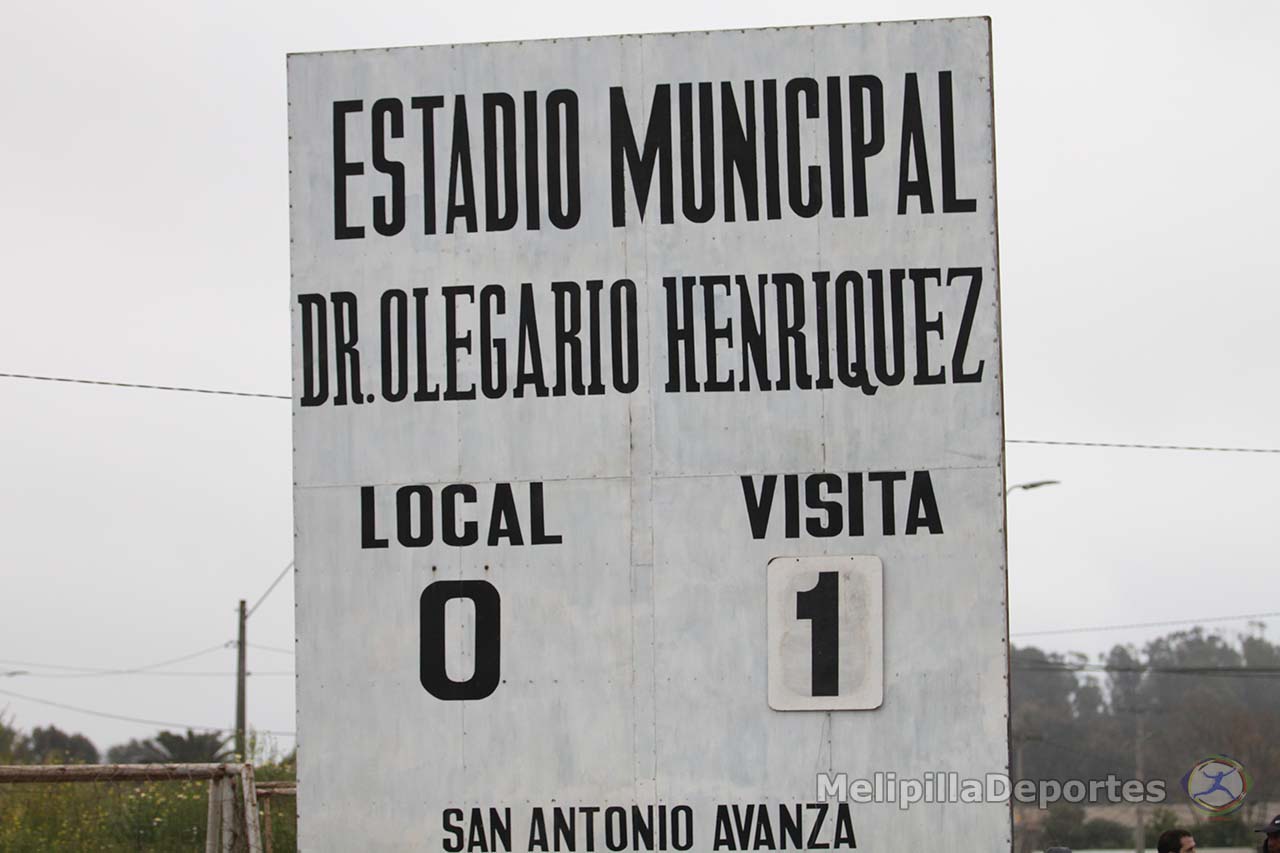 ESTADIO MUNICIPAL
DR. OLEGARIO HENRIQUEZ
LOCAL VISITA
0 1
MelipillaDeportes
SAN ANTONIO AVANZA